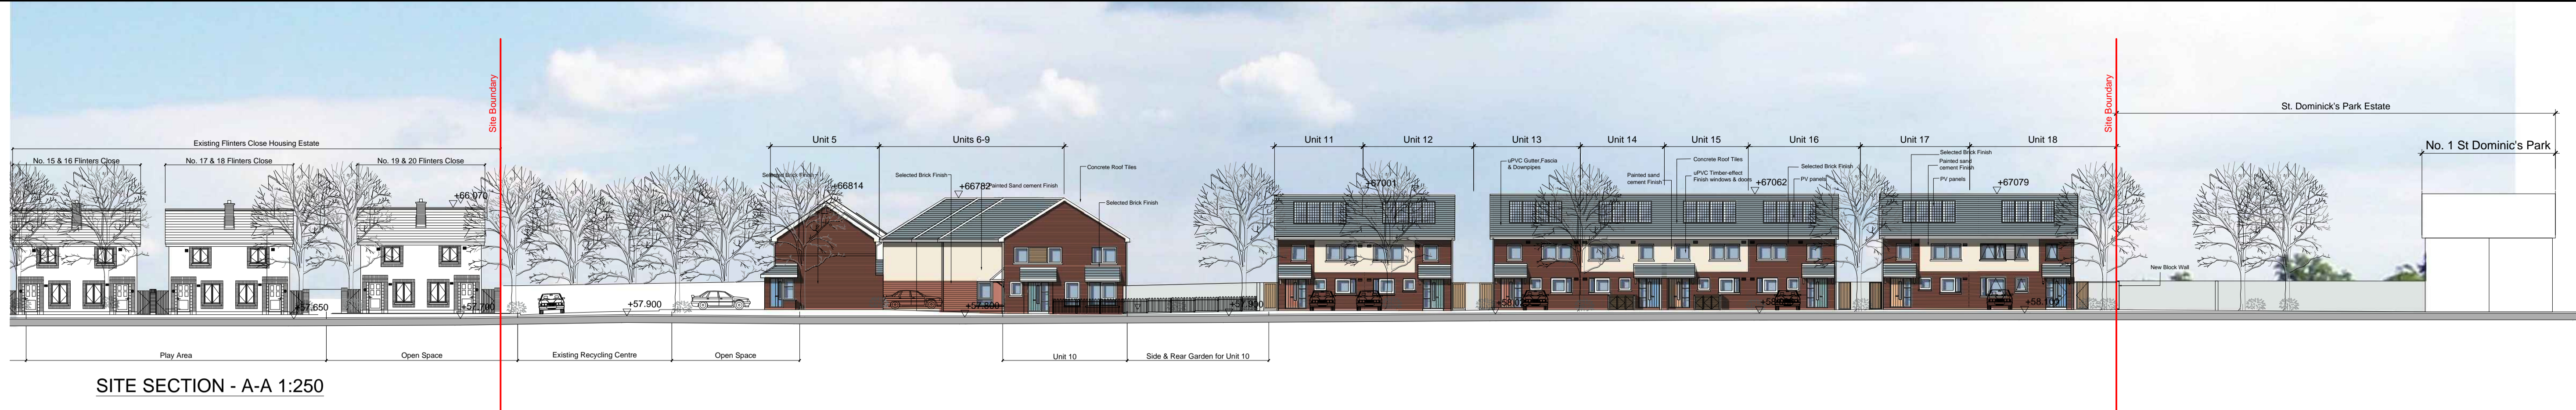 Existing Flinters Close Housing Estate
No. 15 & 16 Flinters Close
No. 17 & 18 Flinters Close
No. 19 & 20 Flinters Close
+66.070
+57.650
+57.700
Site Boundary
Unit 5
Units 6-9
Selected Brick Finish
+66814
Selected Brick Finish
+66782
Painted Sand cement Finish
Concrete Roof Tiles
Selected Brick Finish
+57.900
+57.800
+57.900
Unit 11
Unit 12
Unit 13
Unit 14
Unit 15
Unit 16
Unit 17
Unit 18
+67001
uPVC Gutter,Fascia
& Downpipes
Painted sand
cement Finish
Concrete Roof Tiles
uPVC Timber-effect
Finish windows & doors
+67062
Selected Brick Finish
PV panels
Selected Brick Finish
Painted sand
cement Finish
PV panels
+67079
+58.100
Site Boundary
St. Dominick's Park Estate
No. 1 St Dominic's Park
New Block Wall
Play Area
Open Space
Existing Recycling Centre
Open Space
Unit 10
Side & Rear Garden for Unit 10
SITE SECTION - A-A 1:250